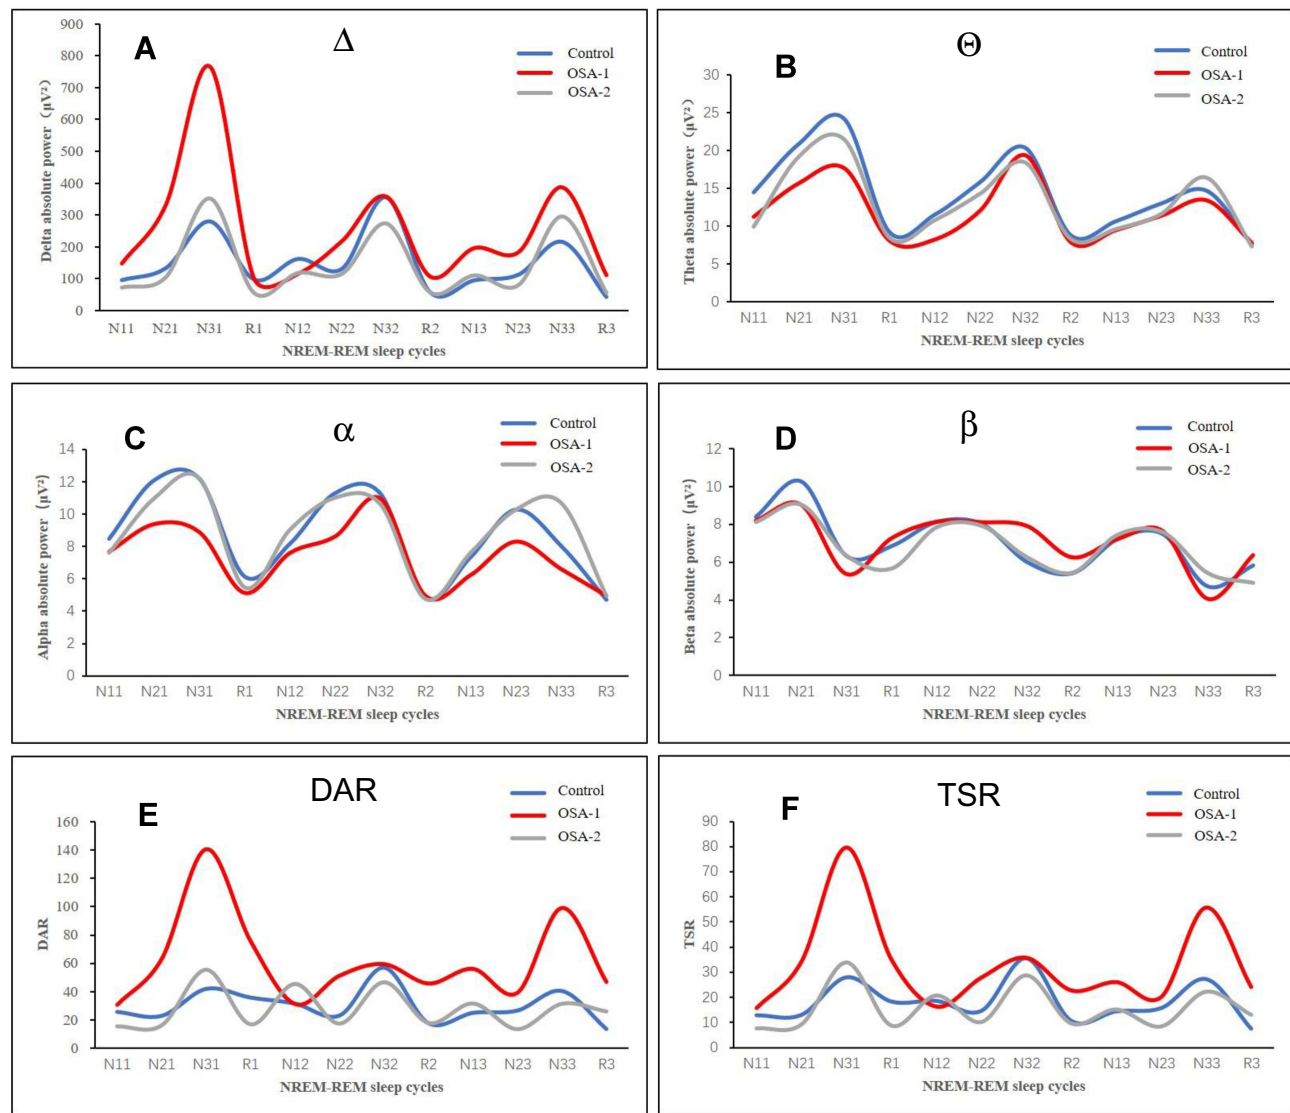 A
Δ
Control
OSA-1
OSA-2
Delta absolute power（μV²）
900
800
700
600
500
400
300
200
100
0
N11 N21 N31 R1 N12 N22 N32 R2 N13 N23 N33 R3
NREM-REM sleep cycles
B
Θ
Control
OSA-1
OSA-2
Theta absolute power（μV²）
30
25
20
15
10
5
0
N11 N21 N31 R1 N12 N22 N32 R2 N13 N23 N33 R3
NREM-REM sleep cycles
C
α
Control
OSA-1
OSA-2
Alpha absolute power (μV²)
14
12
10
8
6
4
2
0
N11 N21 N31 R1 N12 N22 N32 R2 N13 N23 N33 R3
NREM-REM sleep cycles
D
β
Control
OSA-1
OSA-2
Beta absolute power (μV²)
12
10
8
6
4
2
0
N11 N21 N31 R1 N12 N22 N32 R2 N13 N23 N33 R3
NREM-REM sleep cycles
E
DAR
Control
OSA-1
OSA-2
DAR
160
140
120
100
80
60
40
20
0
N11 N21 N31 R1 N12 N22 N32 R2 N13 N23 N33 R3
NREM-REM sleep cycles
F
TSR
Control
OSA-1
OSA-2
TSR
90
80
70
60
50
40
30
20
10
0
N11 N21 N31 R1 N12 N22 N32 R2 N13 N23 N33 R3
NREM-REM sleep cycles